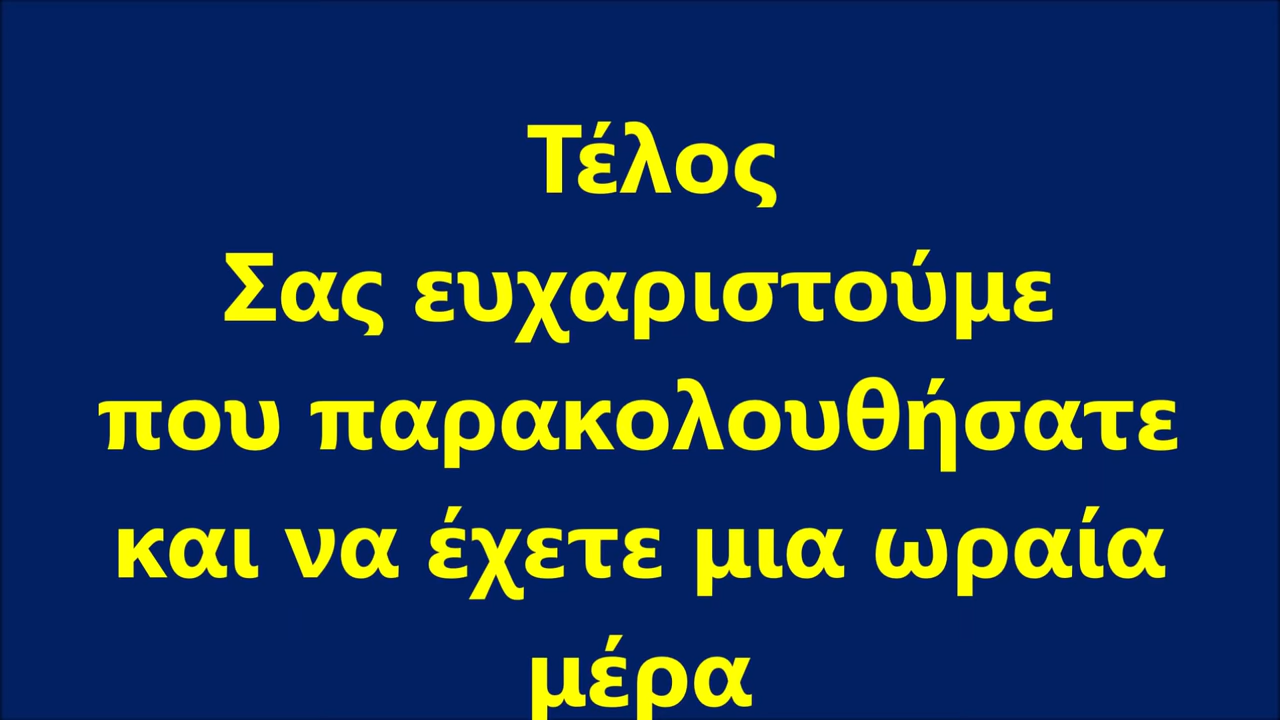 Τέλος
Σας ευχαριστούμε
που παρακολουθήσατε
και να έχετε μια ωραία
μέρα